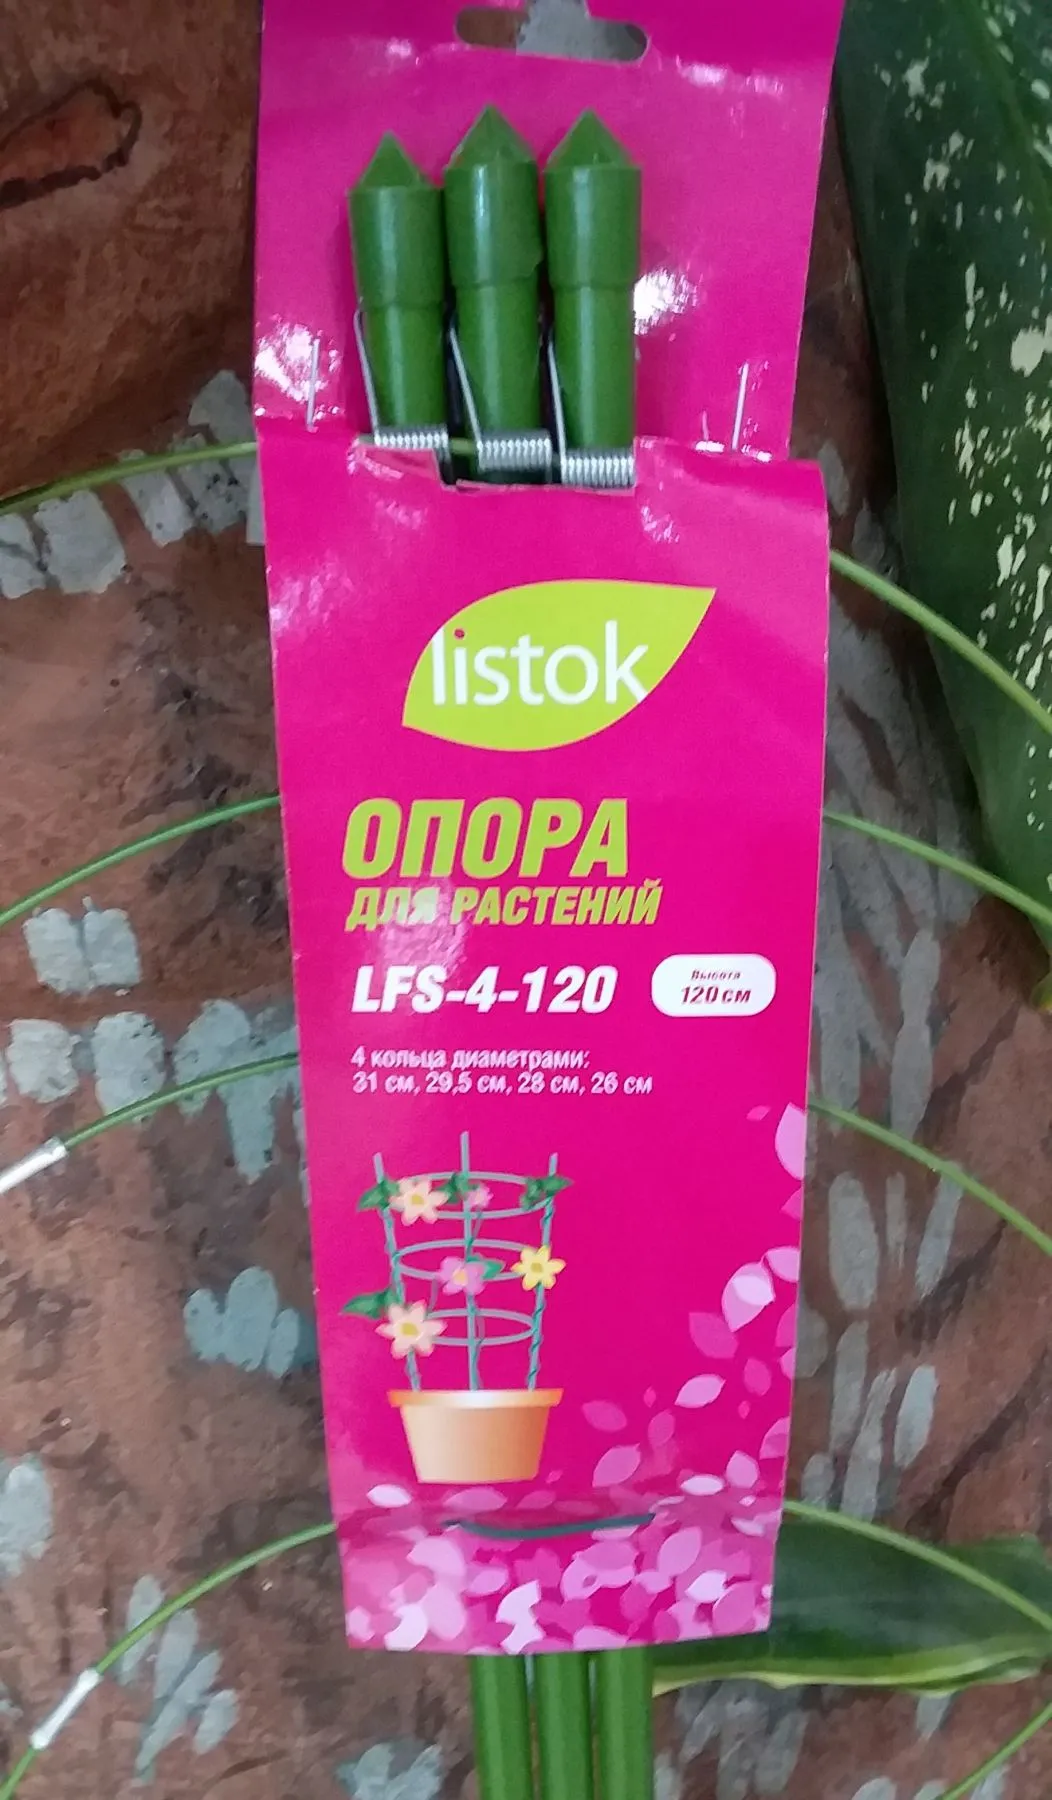 listok
ОПОРА
ДЛЯ РАСТЕНИЙ
LFS-4-120
Высота
120 см
4 кольца диаметрами:
31 см, 29,5 см, 28 см, 26 см